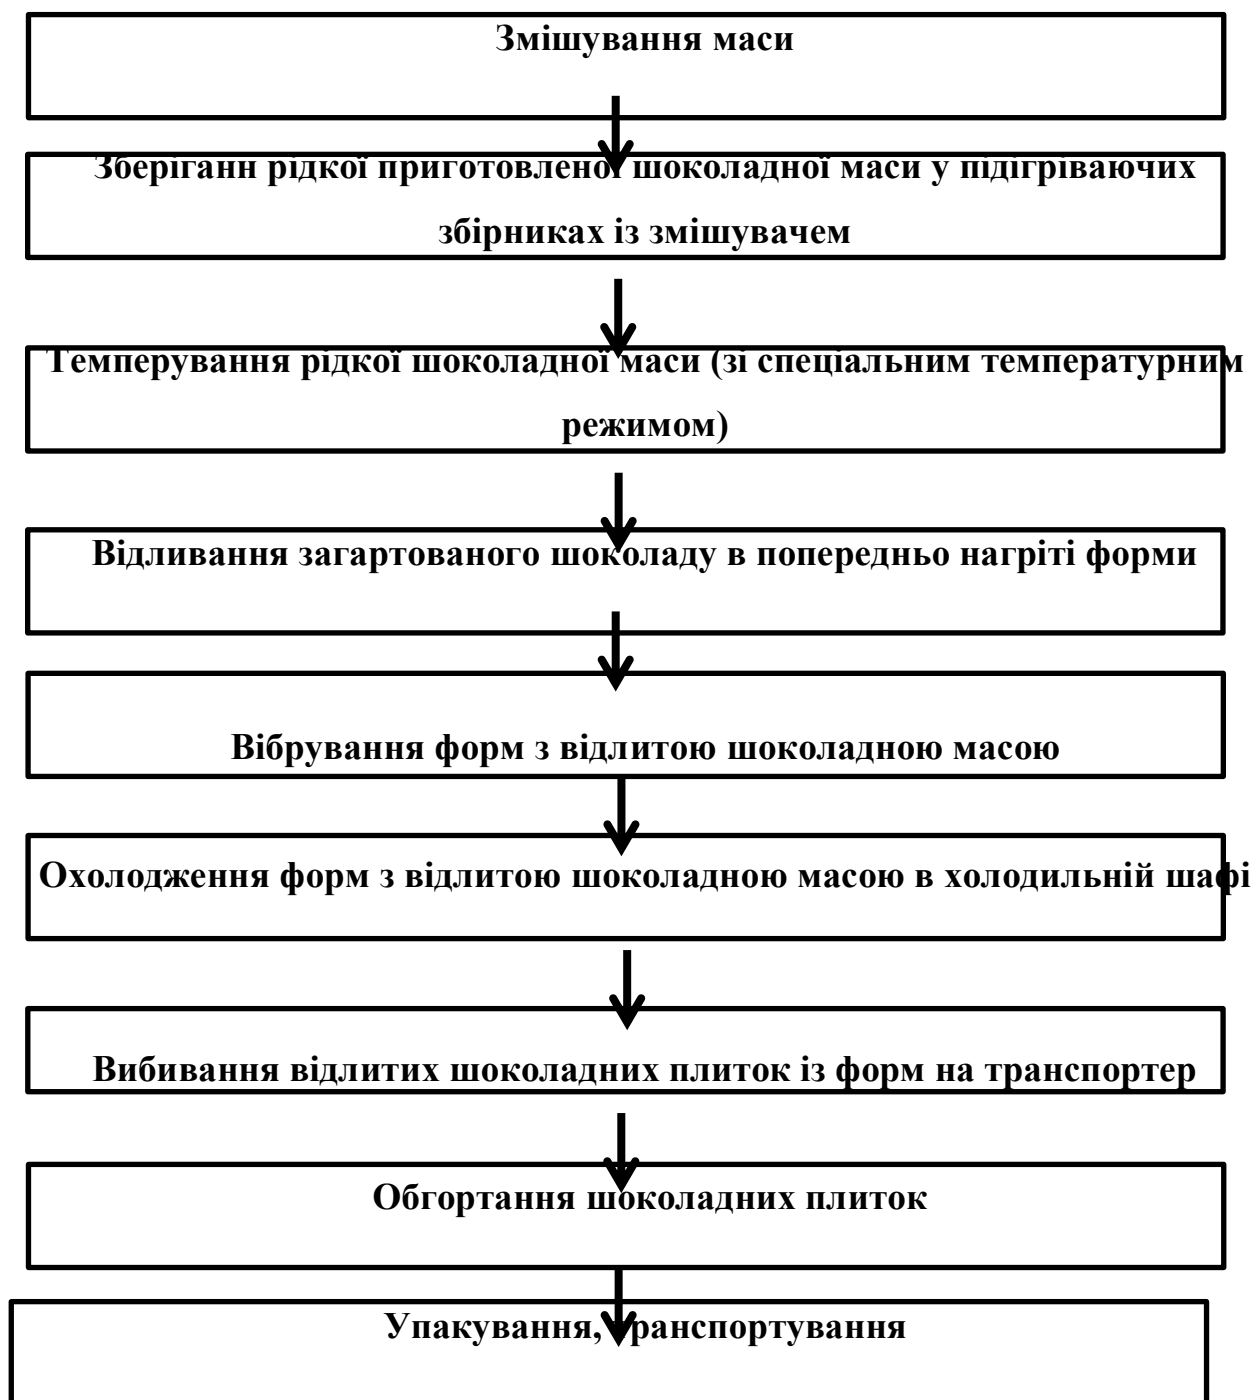 Змішування маси
Зберіганн рідкої приготовленої шоколадної маси у підігріваючих
збірниках із змішувачем
Темперування рідкої шоколадної маси (зі спеціальним температурним
режимом)
Відливання загартованого шоколаду в попередньо нагріті форми
Вібрування форм з відлитою шоколадною масою
Охолодження форм з відлитою шоколадною масою в холодильній шафі
Вибивання відлитих шоколадних плиток із форм на транспортер
Обгортання шоколадних плиток
Упакування, транспортування